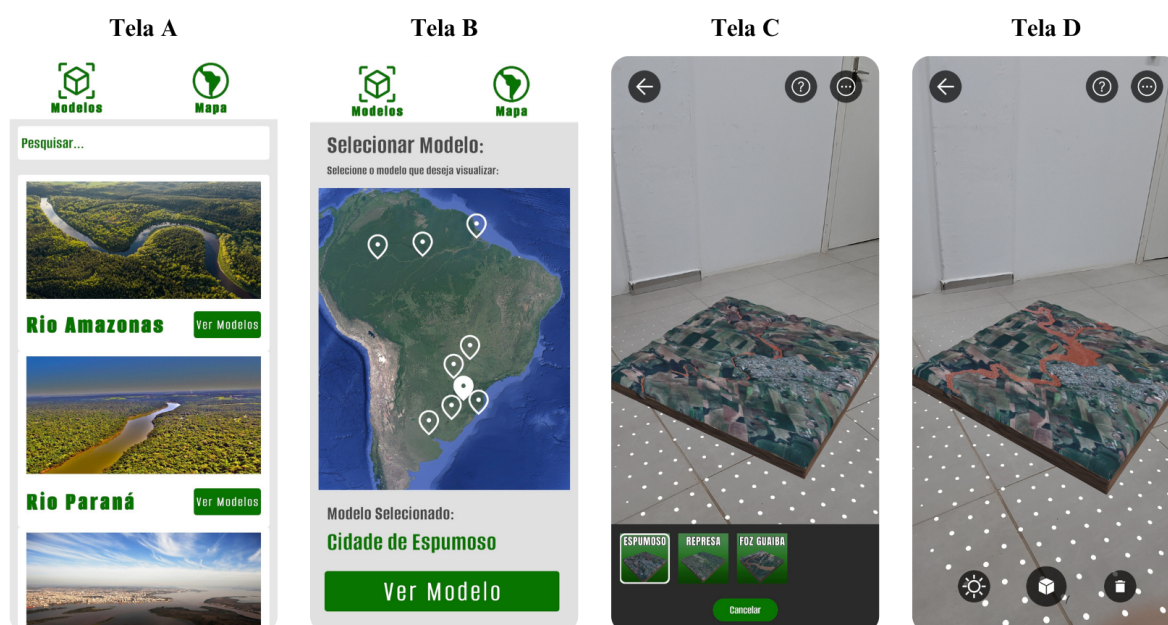 Tela A
Tela B
Tela C
Tela D
Modelos
Mapa
Pesquisar...
Rio Amazonas
Ver Modelos
Rio Paraná
Ver Modelos
Modelos
Mapa
Selecionar Modelo:
Selecione o modelo que deseja visualizar:
Modelo Selecionado:
Cidade de Espumoso
Ver Modelo
?
ESPUMOSO
REPRESA
FOZ GUAIBA
Cancelar
?